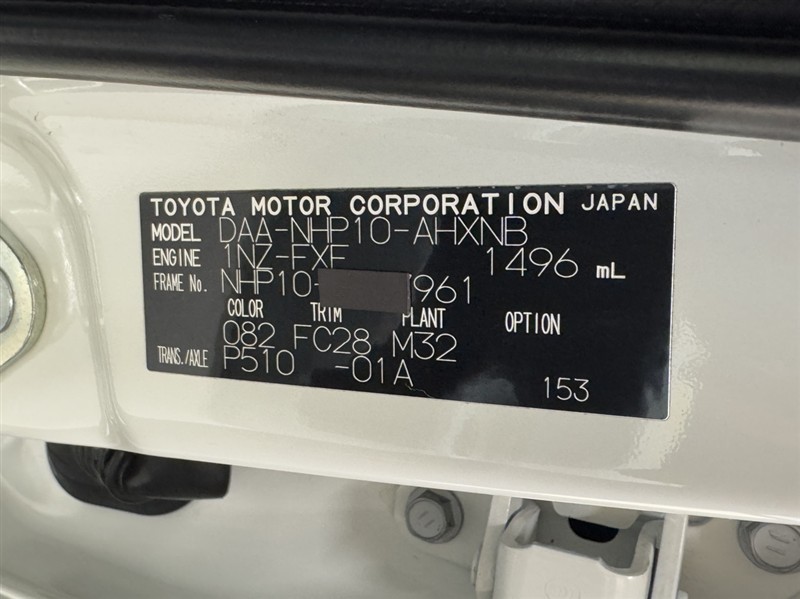 TOYOTA MOTOR CORPORATION JAPAN
MODEL DAA-NHP10-AHXNB
ENGINE 1NZ-FXE 1496 mL
FRAME No. NHP10- 961
COLOR TRIM PLANT OPTION
082 FC28 M32
TRANS./AXLE P510 -01A
153